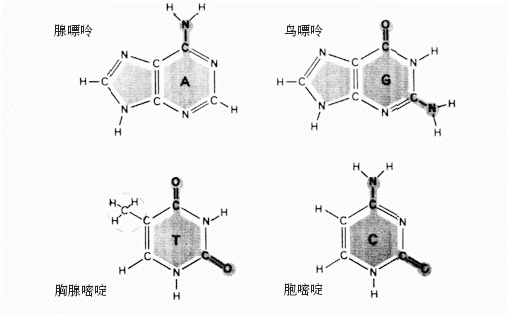 腺嘌呤
鸟嘌呤
H H
N
C
N C N
H C A
C C
N N H
H
O
C H
N C N
H C G
C C H
N N N
H H
O
H H C
C C N H
H T
C C
H N O
H
H H
N
H C
C N
C
C C
H N O
H
胸腺嘧啶
胞嘧啶